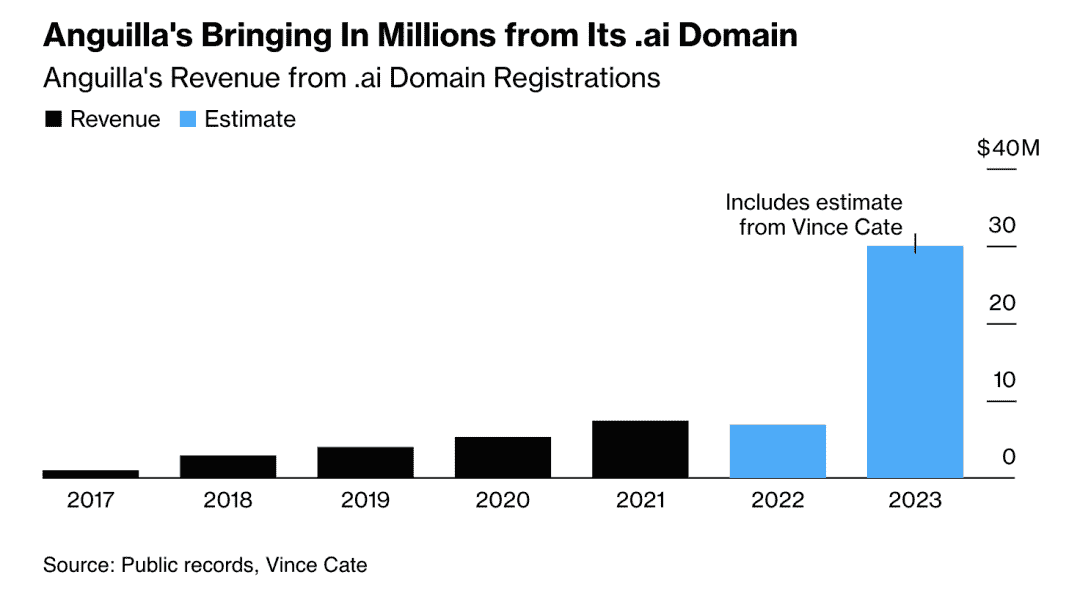 Anguilla's Bringing In Millions from Its .ai Domain
Anguilla's Revenue from .ai Domain Registrations
Revenue Estimate
$40M
Includes estimate
from Vince Cate
30
20
10
0
2017 2018 2019 2020 2021 2022 2023
Source: Public records, Vince Cate